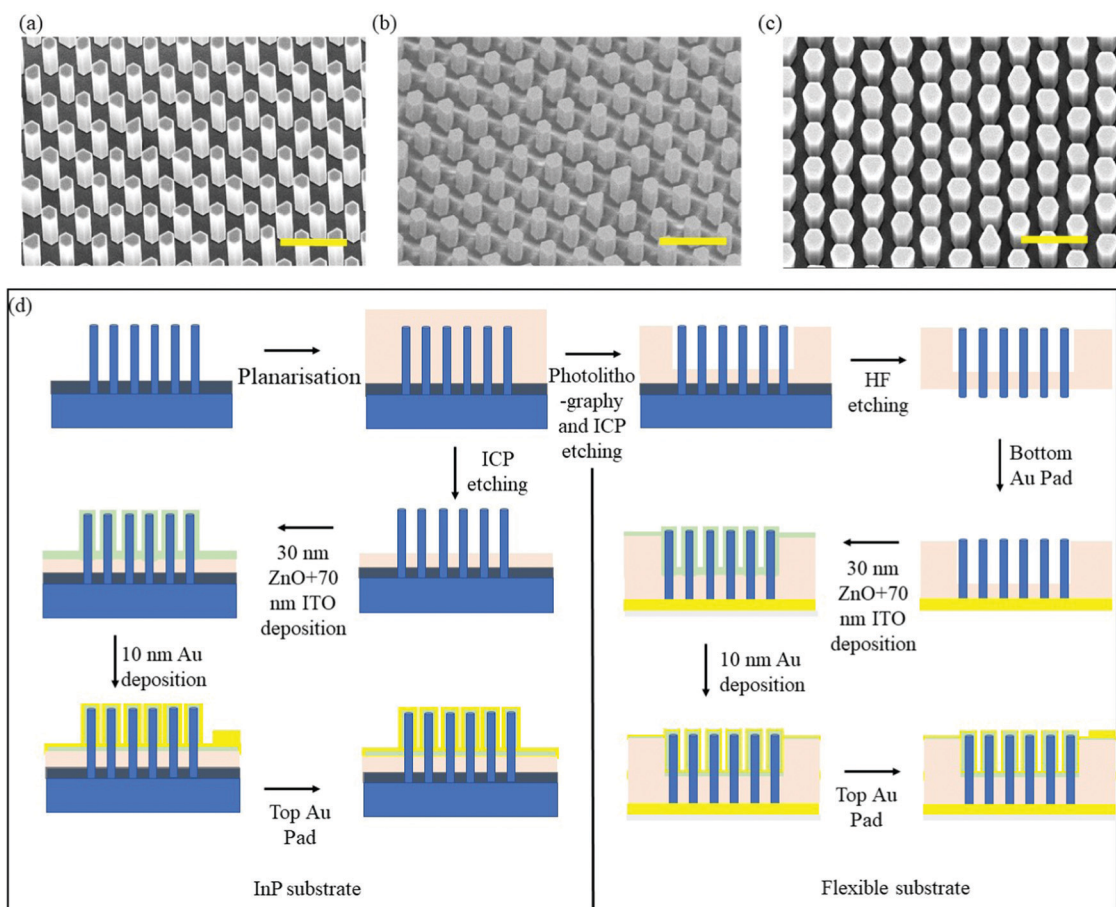 (a)
(b)
(c)
(d)
Planarisation
Photolitho
-graphy
and ICP
etching
HF
etching
ICP
etching
Bottom
Au Pad
30 nm
ZnO+70
nm ITO
deposition
30 nm
ZnO+70
nm ITO
deposition
10 nm Au
deposition
10 nm Au
deposition
Top Au
Pad
Top Au
Pad
InP substrate
Flexible substrate